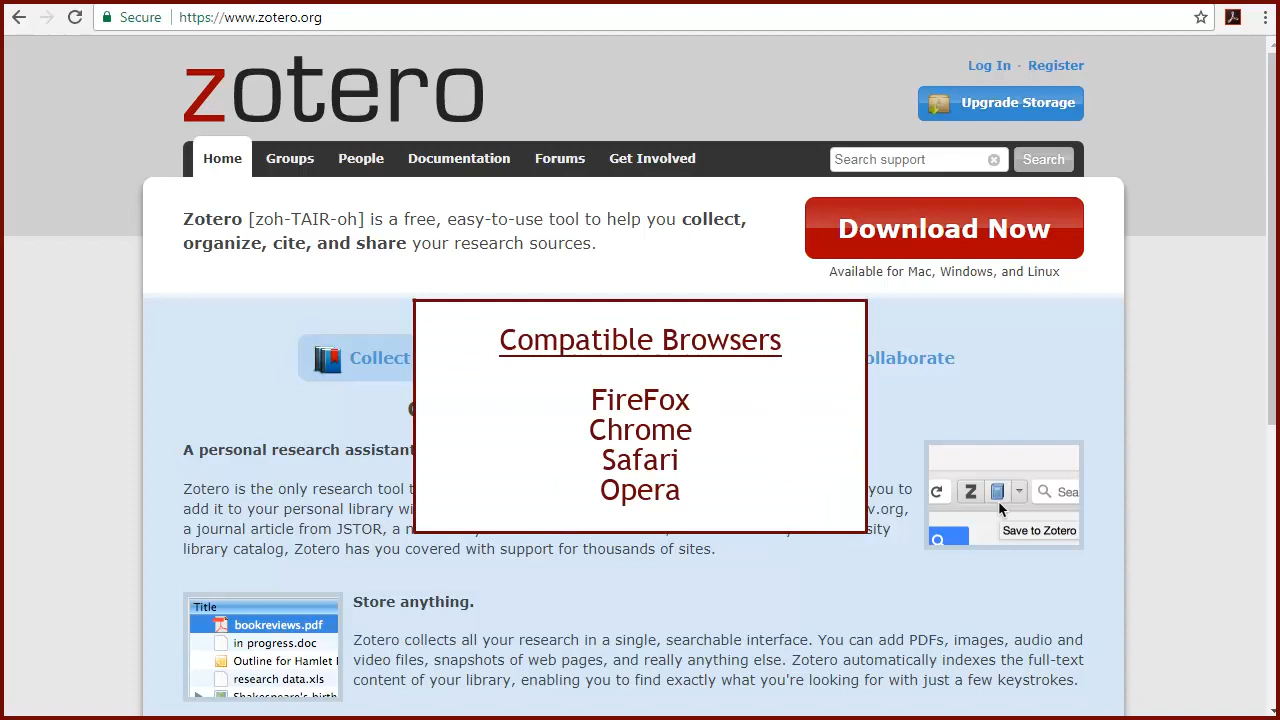 Secure
https://www.zotero.org
zotero
Log In · Register
Upgrade Storage
Home Groups People Documentation Forums Get Involved
Search support
Search
Zotero [zoh-TAIR-oh] is a free, easy-to-use tool to help you collect,
organize, cite, and share your research sources.
Download Now
Available for Mac, Windows, and Linux
Collect
ollaborate
Compatible Browsers
FireFox
Chrome
Safari
Opera
A personal research assistant
Zotero is the only research tool t
you to
add it to your personal library wi
v.org,
a journal article from JSTOR, a n
sity
library catalog, Zotero has you covered with support for thousands of sites.
Z
Sea
Save to Zotero
Store anything.
Zotero collects all your research in a single, searchable interface. You can add PDFs, images, audio and
video files, snapshots of web pages, and really anything else. Zotero automatically indexes the full-text
content of your library, enabling you to find exactly what you're looking for with just a few keystrokes.
Title
bookreviews.pdf
in progress.doc
Outline for Hamlet
research data.xls
Shakespeare's birth